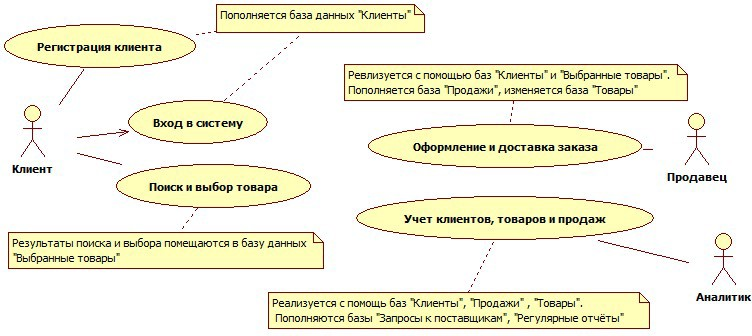 Пополняется база данных "Клиенты"
Регистрация клиента
Ревлизуется с помощью баз "Клиенты" и "Выбранные товары".
Пополняется база "Продажи", изменяется база "Товары"
Вход в систему
Клиент
Оформление и доставка заказа
Продавец
Поиск и выбор товара
Учет клиентов, товаров и продаж
Результаты поиска и выбора помещаются в базу данных
"Выбранные товары"
Аналитик
Реализуется с помощь баз "Клиенты", "Продажи" , "Товары".
Пополняются базы "Запросы к поставщикам", "Регулярные отчёты"